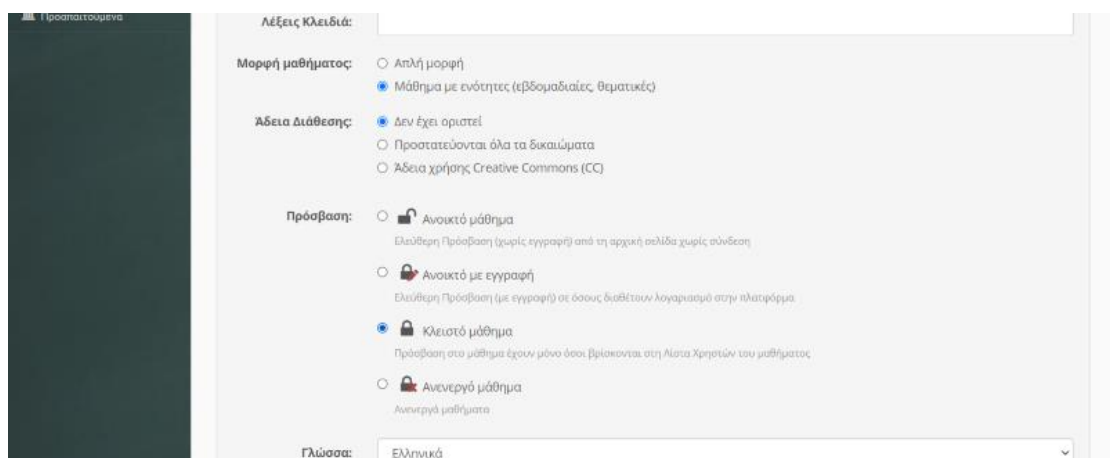 Προαπαιτούμενα
Λέξεις Κλειδιά:
Μορφή μαθήματος:
Απλή μορφή
Μάθημα με ενότητες (εβδομαδιαίες, θεματικές)
Άδεια Διάθεσης:
Δεν έχει οριστεί
Προστατεύονται όλα τα δικαιώματα
Άδεια χρήσης Creative Commons (CC)
Πρόσβαση:
Ανοικτό μάθημα
Ελεύθερη Πρόσβαση (χωρίς εγγραφή) από τη αρχική σελίδα χωρίς σύνδεση
Ανοικτό με εγγραφή
Ελεύθερη Πρόσβαση (με εγγραφή) σε όσους διαθέτουν λογαριασμό στην πλατφόρμα
Κλειστό μάθημα
Πρόσβαση στο μάθημα έχουν μόνο όσοι βρίσκονται στη Λίστα Χρηστών του μαθήματος
Ανενεργό μάθημα
Ανενεργά μαθήματα
Γλώσσα:
Ελληνικά